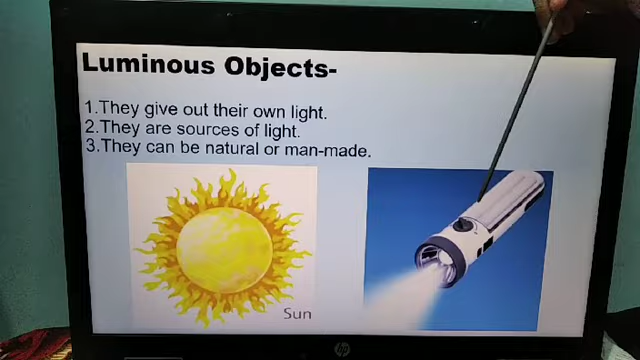 Luminous Objects-
1.They give out their own light.
2.They are sources of light.
3.They can be natural or man-made.
Sun
hp